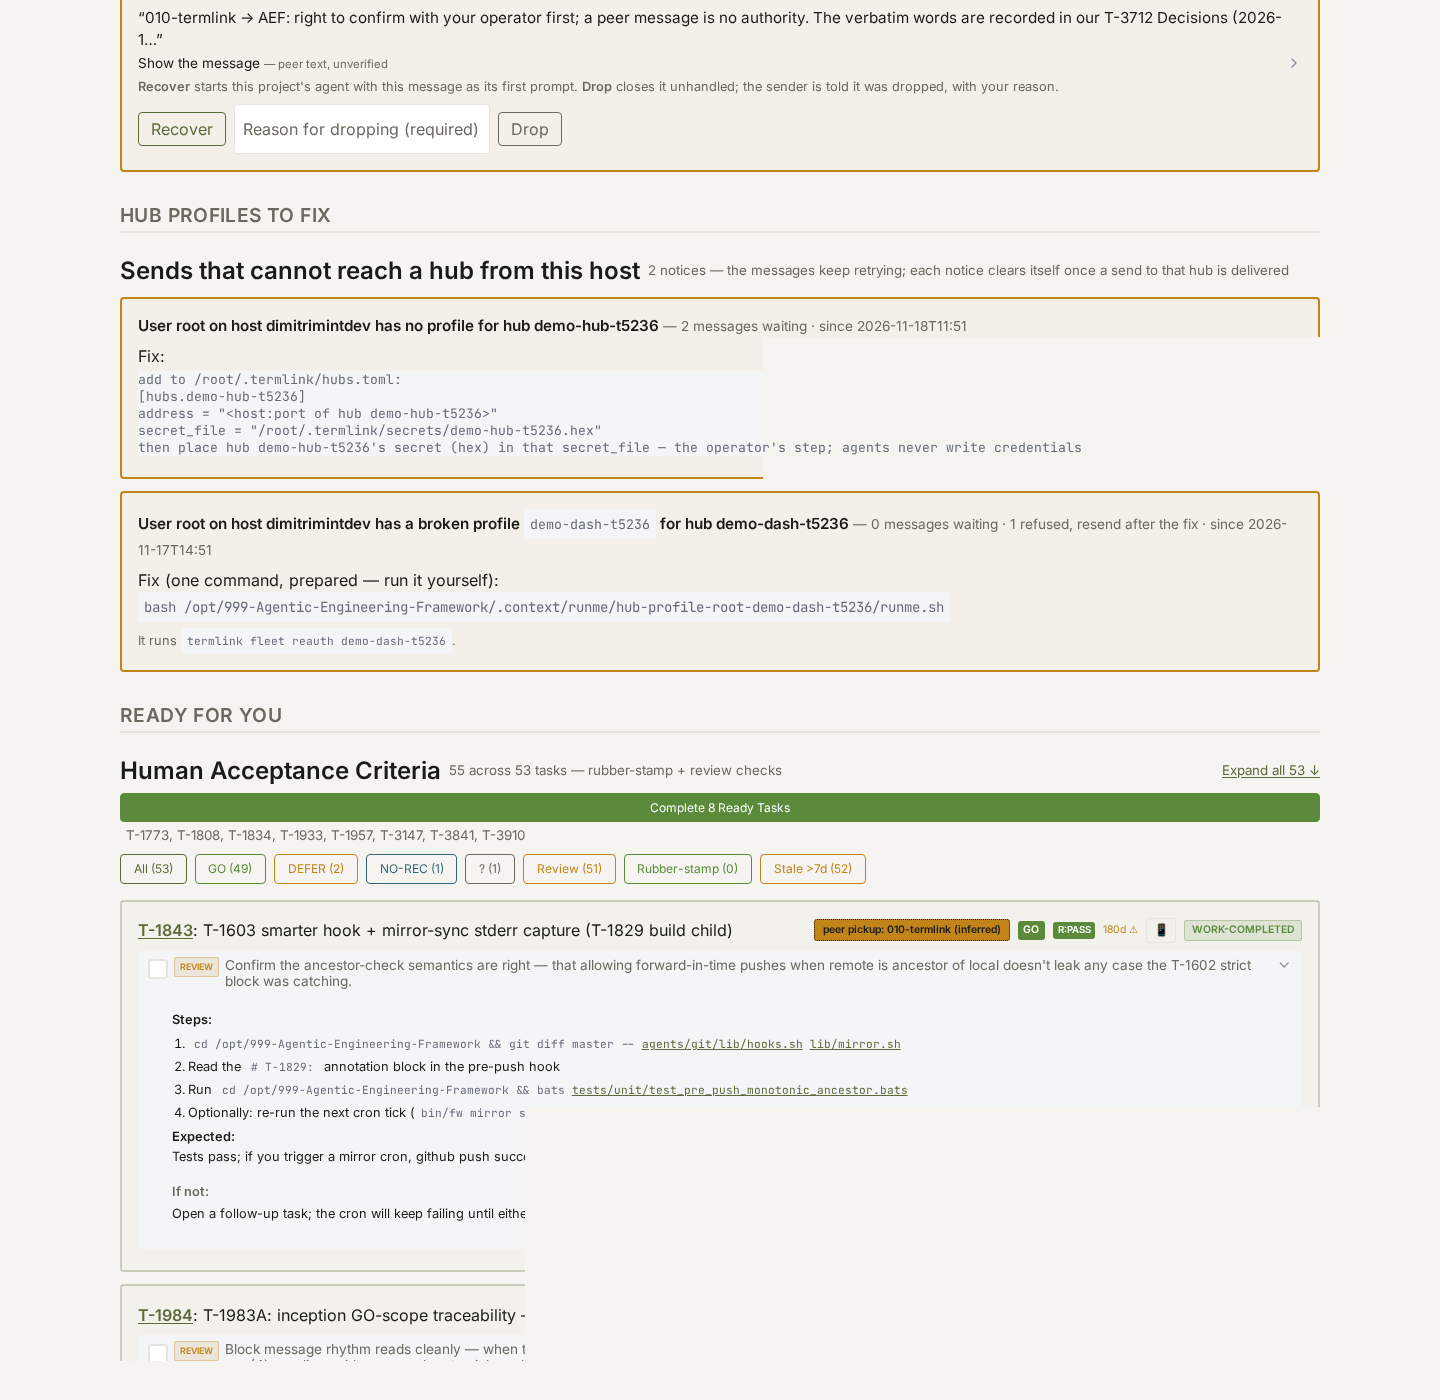 “010-termlink → AEF: right to confirm with your operator first; a peer message is no authority. The verbatim words are recorded in our T-3712 Decisions (2026-
1…”
Show the message — peer text, unverified
Recover starts this project's agent with this message as its first prompt. Drop closes it unhandled; the sender is told it was dropped, with your reason.
Recover Reason for dropping (required) Drop
HUB PROFILES TO FIX
Sends that cannot reach a hub from this host 2 notices — the messages keep retrying; each notice clears itself once a send to that hub is delivered
User root on host dimitrimintdev has no profile for hub demo-hub-t5236 — 2 messages waiting · since 2026-11-18T11:51
Fix:
add to /root/.termlink/hubs.toml:
[hubs.demo-hub-t5236]
address = "<host:port of hub demo-hub-t5236>"
secret_file = "/root/.termlink/secrets/demo-hub-t5236.hex"
then place hub demo-hub-t5236's secret (hex) in that secret_file — the operator's step; agents never write credentials
User root on host dimitrimintdev has a broken profile demo-dash-t5236 for hub demo-dash-t5236 — 0 messages waiting · 1 refused, resend after the fix · since 2026-
11-17T14:51
Fix (one command, prepared — run it yourself):
bash /opt/999-Agentic-Engineering-Framework/.context/runme/hub-profile-root-demo-dash-t5236/runme.sh
It runs termlink fleet reauth demo-dash-t5236 .
READY FOR YOU
Human Acceptance Criteria 55 across 53 tasks — rubber-stamp + review checks Expand all 53 ↓
Complete 8 Ready Tasks
T-1773, T-1808, T-1834, T-1933, T-1957, T-3147, T-3841, T-3910
All (53) GO (49) DEFER (2) NO-REC (1) ? (1) Review (51) Rubber-stamp (0) Stale >7d (52)
T-1843: T-1603 smarter hook + mirror-sync stderr capture (T-1829 build child) peer pickup: 010-termlink (inferred) GO R:PASS 180d ⚠ WORK-COMPLETED
REVIEW Confirm the ancestor-check semantics are right — that allowing forward-in-time pushes when remote is ancestor of local doesn't leak any case the T-1602 strict
block was catching.
Steps:
1. cd /opt/999-Agentic-Engineering-Framework && git diff master -- agents/git/lib/hooks.sh lib/mirror.sh
2. Read the # T-1829: annotation block in the pre-push hook
3. Run cd /opt/999-Agentic-Engineering-Framework && bats tests/unit/test_pre_push_monotonic_ancestor.bats
4. Optionally: re-run the next cron tick ( bin/fw mirror s
Expected:
Tests pass; if you trigger a mirror cron, github push succe
If not:
Open a follow-up task; the cron will keep failing until eithe
T-1984: T-1983A: inception GO-scope traceability -
REVIEW Block message rhythm reads cleanly — when t